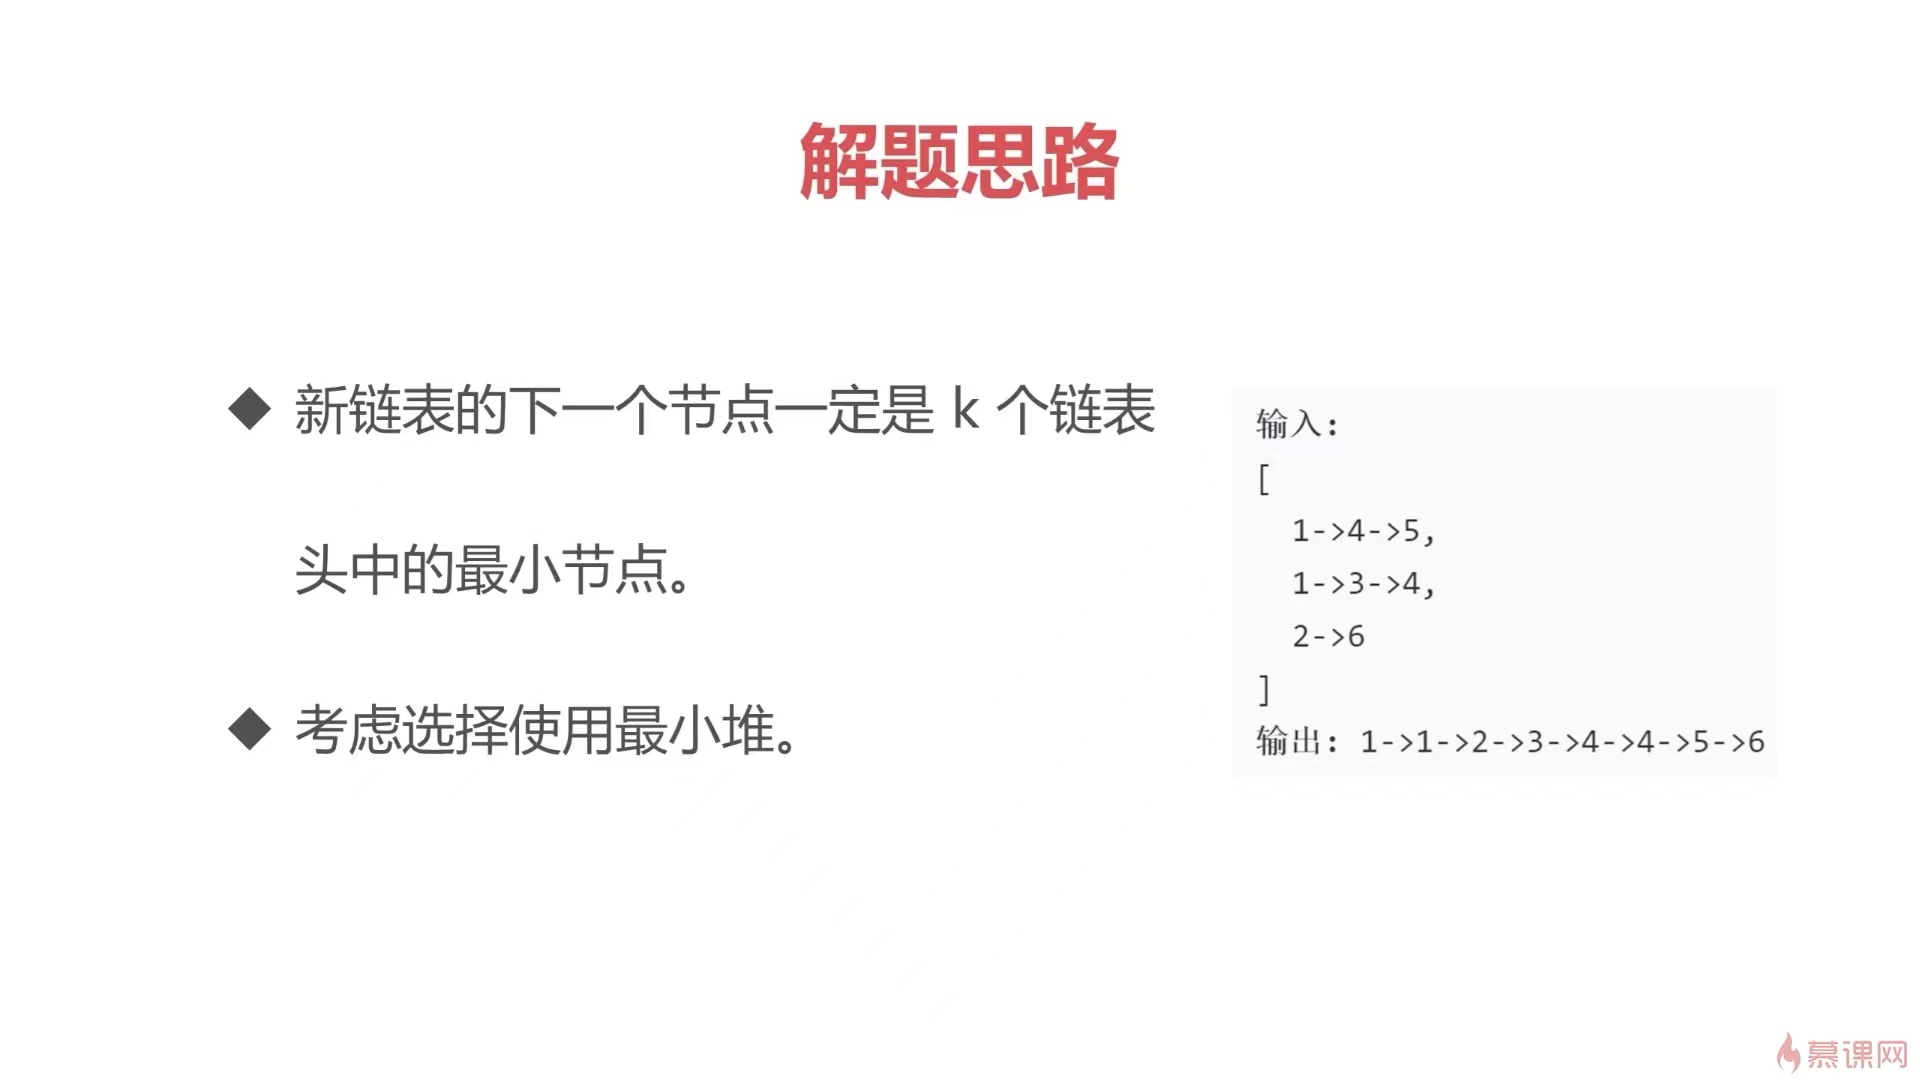 解题思路
◆ 新链表的下一个节点一定是 k 个链表
头中的最小节点。
◆ 考虑选择使用最小堆。
输入:
[
1->4->5,
1->3->4,
2->6
]
输出: 1->1->2->3->4->4->5->6
慕课网